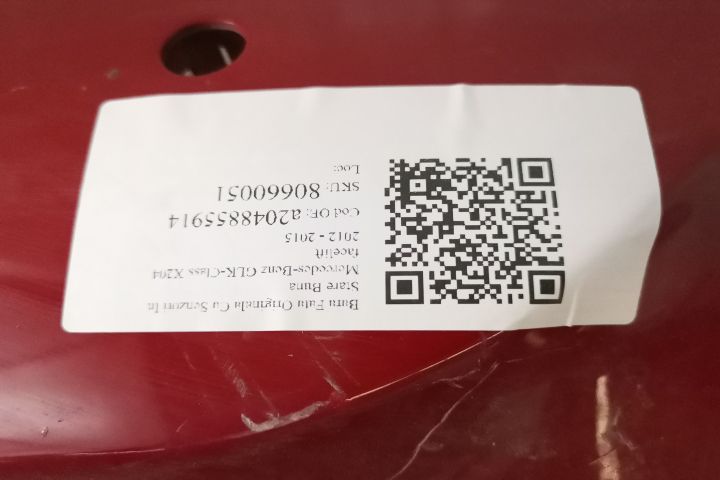 Bara Fata Originala Cu Senzori In
Stare Buna
Mercedes-Benz GLK-Class X204
facelift
2012 - 2015
Cod OE: a2048855914
SKU: 80660051
Loc: